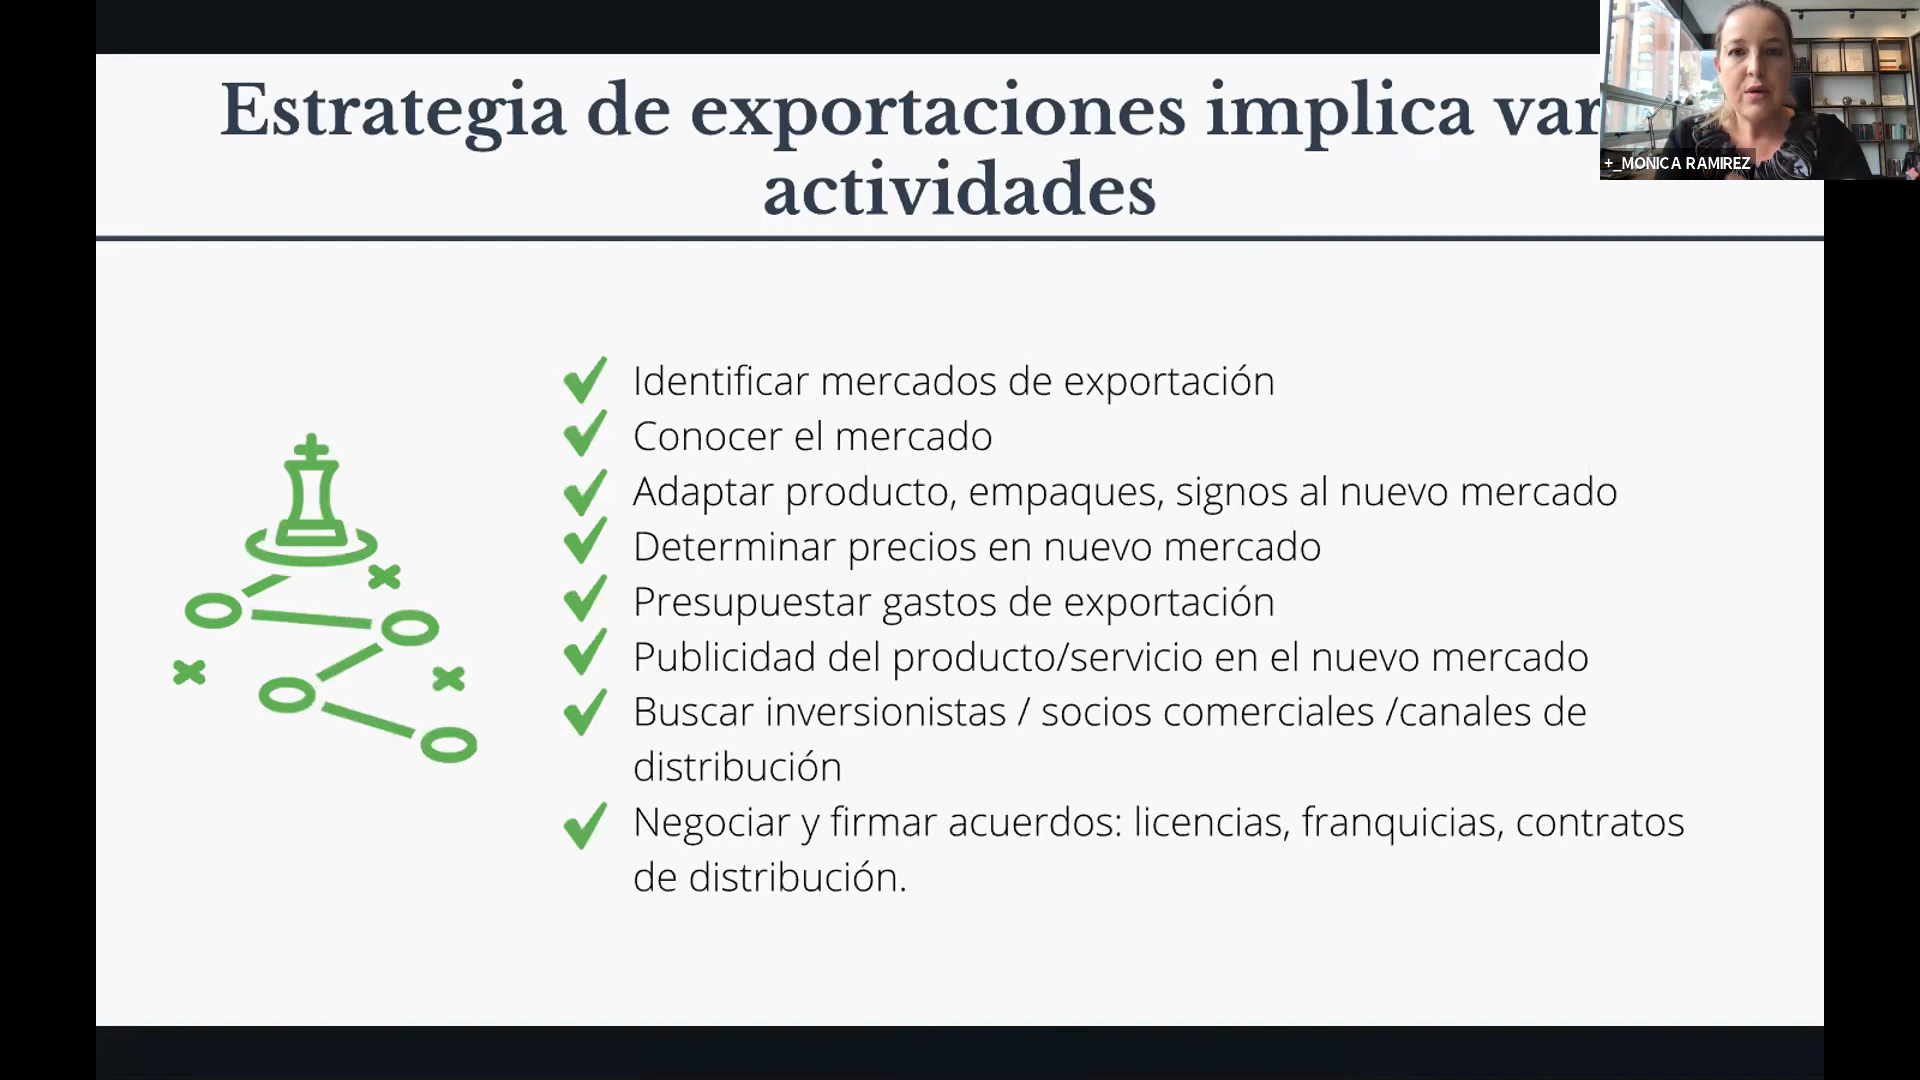 Estrategia de exportaciones implica var
actividades
+_MONICA RAMIREZ
Identificar mercados de exportación
Conocer el mercado
Adaptar producto, empaques, signos al nuevo mercado
Determinar precios en nuevo mercado
Presupuestar gastos de exportación
Publicidad del producto/servicio en el nuevo mercado
Buscar inversionistas / socios comerciales /canales de
distribución
Negociar y firmar acuerdos: licencias, franquicias, contratos
de distribución.